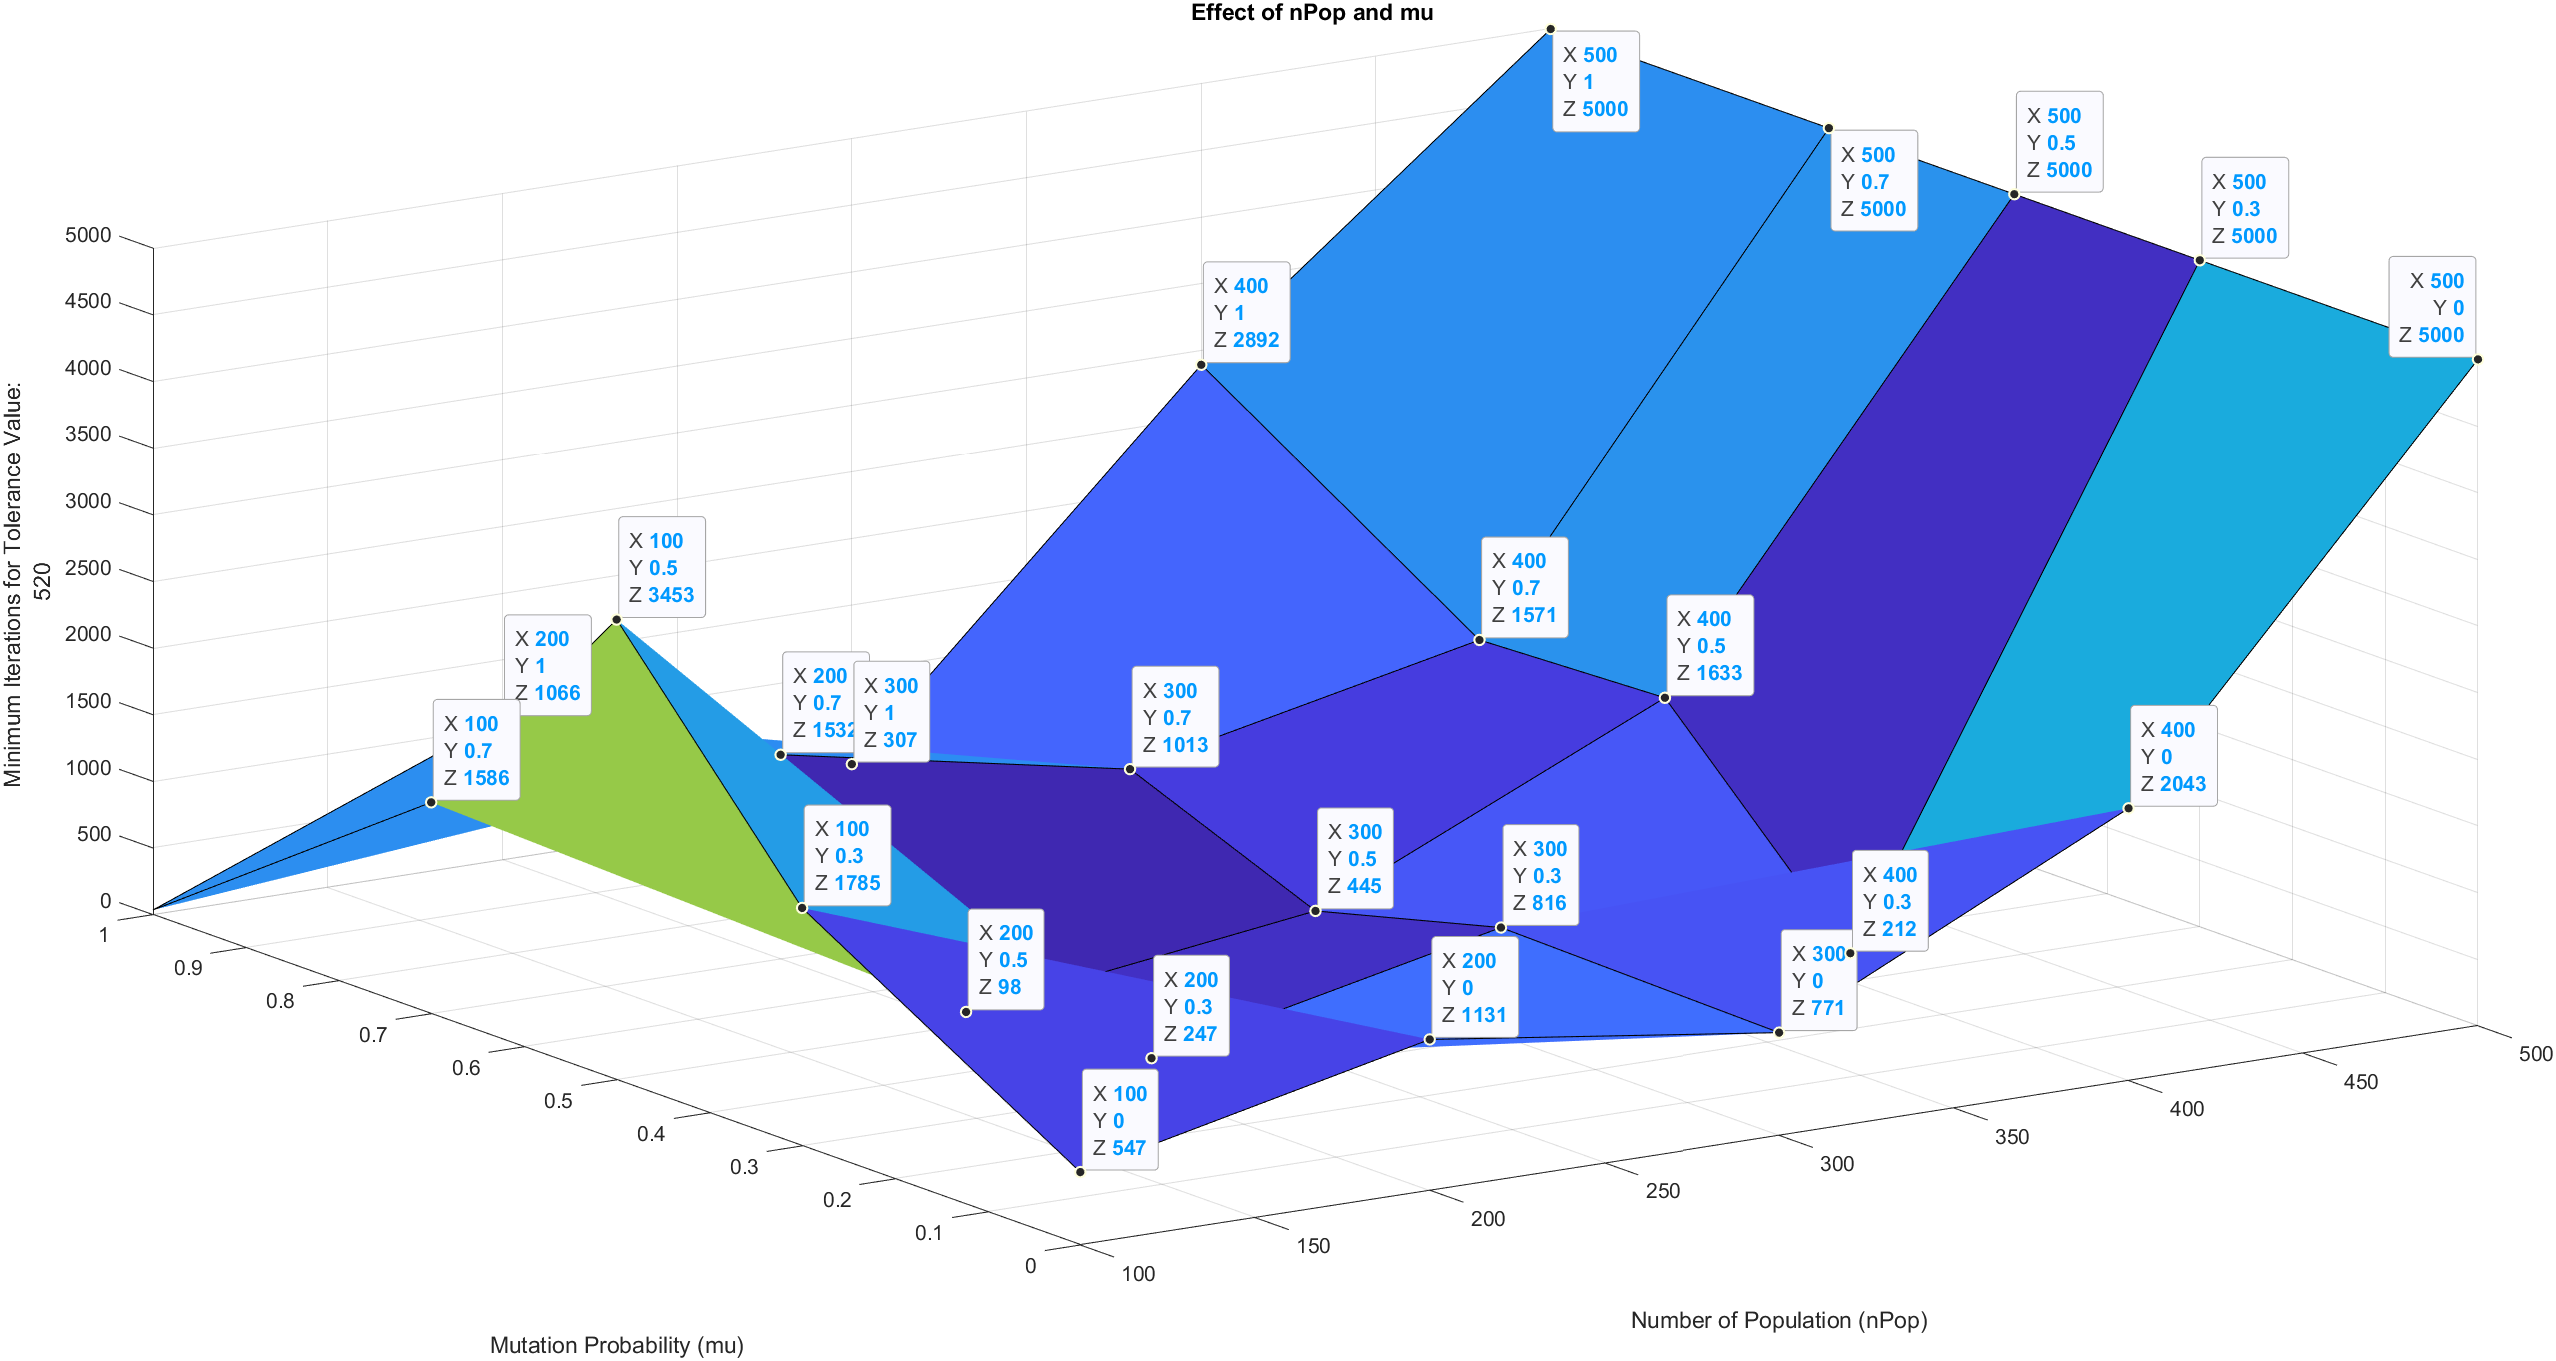 Effect of nPop and mu
X 500
Y 1
Z 5000
X 500
Y 0.7
Z 5000
X 500
Y 0.5
Z 5000
X 500
Y 0.3
Z 5000
X 500
Y 0
Z 5000
X 400
Y 1
Z 2892
X 100
Y 0.5
Z 3453
X 400
Y 0.7
Z 1571
X 400
Y 0.5
Z 1633
X 200
Y 1
Z 1066
X 200
Y 0.7
Z 1532
X 300
Y 1
Z 307
X 300
Y 0.7
Z 1013
X 100
Y 0.7
Z 1586
X 400
Y 0
Z 2043
X 100
Y 0.3
Z 1785
X 300
Y 0.5
Z 445
X 300
Y 0.3
Z 816
X 400
Y 0.3
Z 212
X 200
Y 0.5
Z 98
X 200
Y 0.3
Z 247
X 200
Y 0
Z 1131
X 300
Y 0
Z 771
X 100
Y 0
Z 547
Minimum Iterations for Tolerance Value:
520
5000
4500
4000
3500
3000
2500
2000
1500
1000
500
0
1
0.9
0.8
0.7
0.6
0.5
0.4
0.3
0.2
0.1
0
100
150
200
250
300
350
400
450
500
Mutation Probability (mu)
Number of Population (nPop)